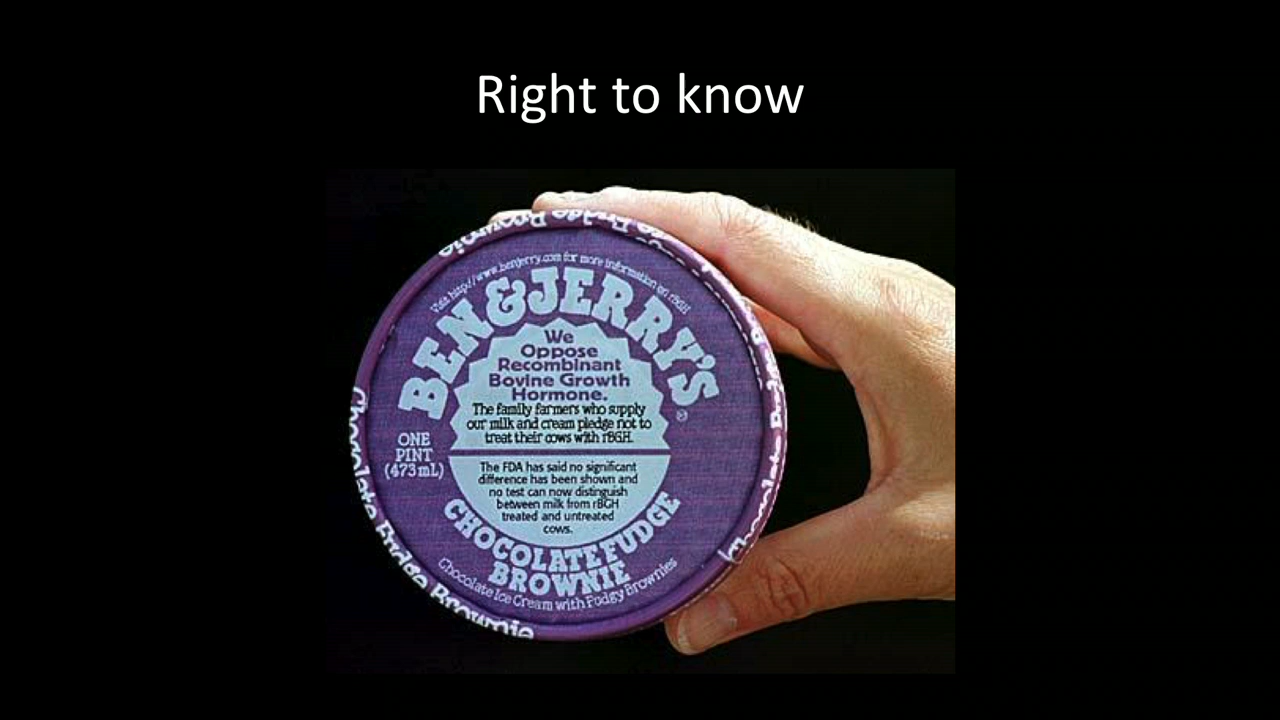 Right to know
Visit http://www.benjerry.com for more information on rBGH
BEN & JERRY'S®
We
Oppose
Recombinant
Bovine Growth
Hormone.
The family farmers who supply
our milk and cream pledge not to
treat their cows with rBGH.
ONE
PINT
(473 mL)
The FDA has said no significant
difference has been shown and
no test can now distinguish
between milk from rBGH
treated and untreated
cows.
CHOCOLATE FUDGE
BROWNIE
Chocolate Ice Cream with Fudgy Brownies
Chocolate Fudge Brownie